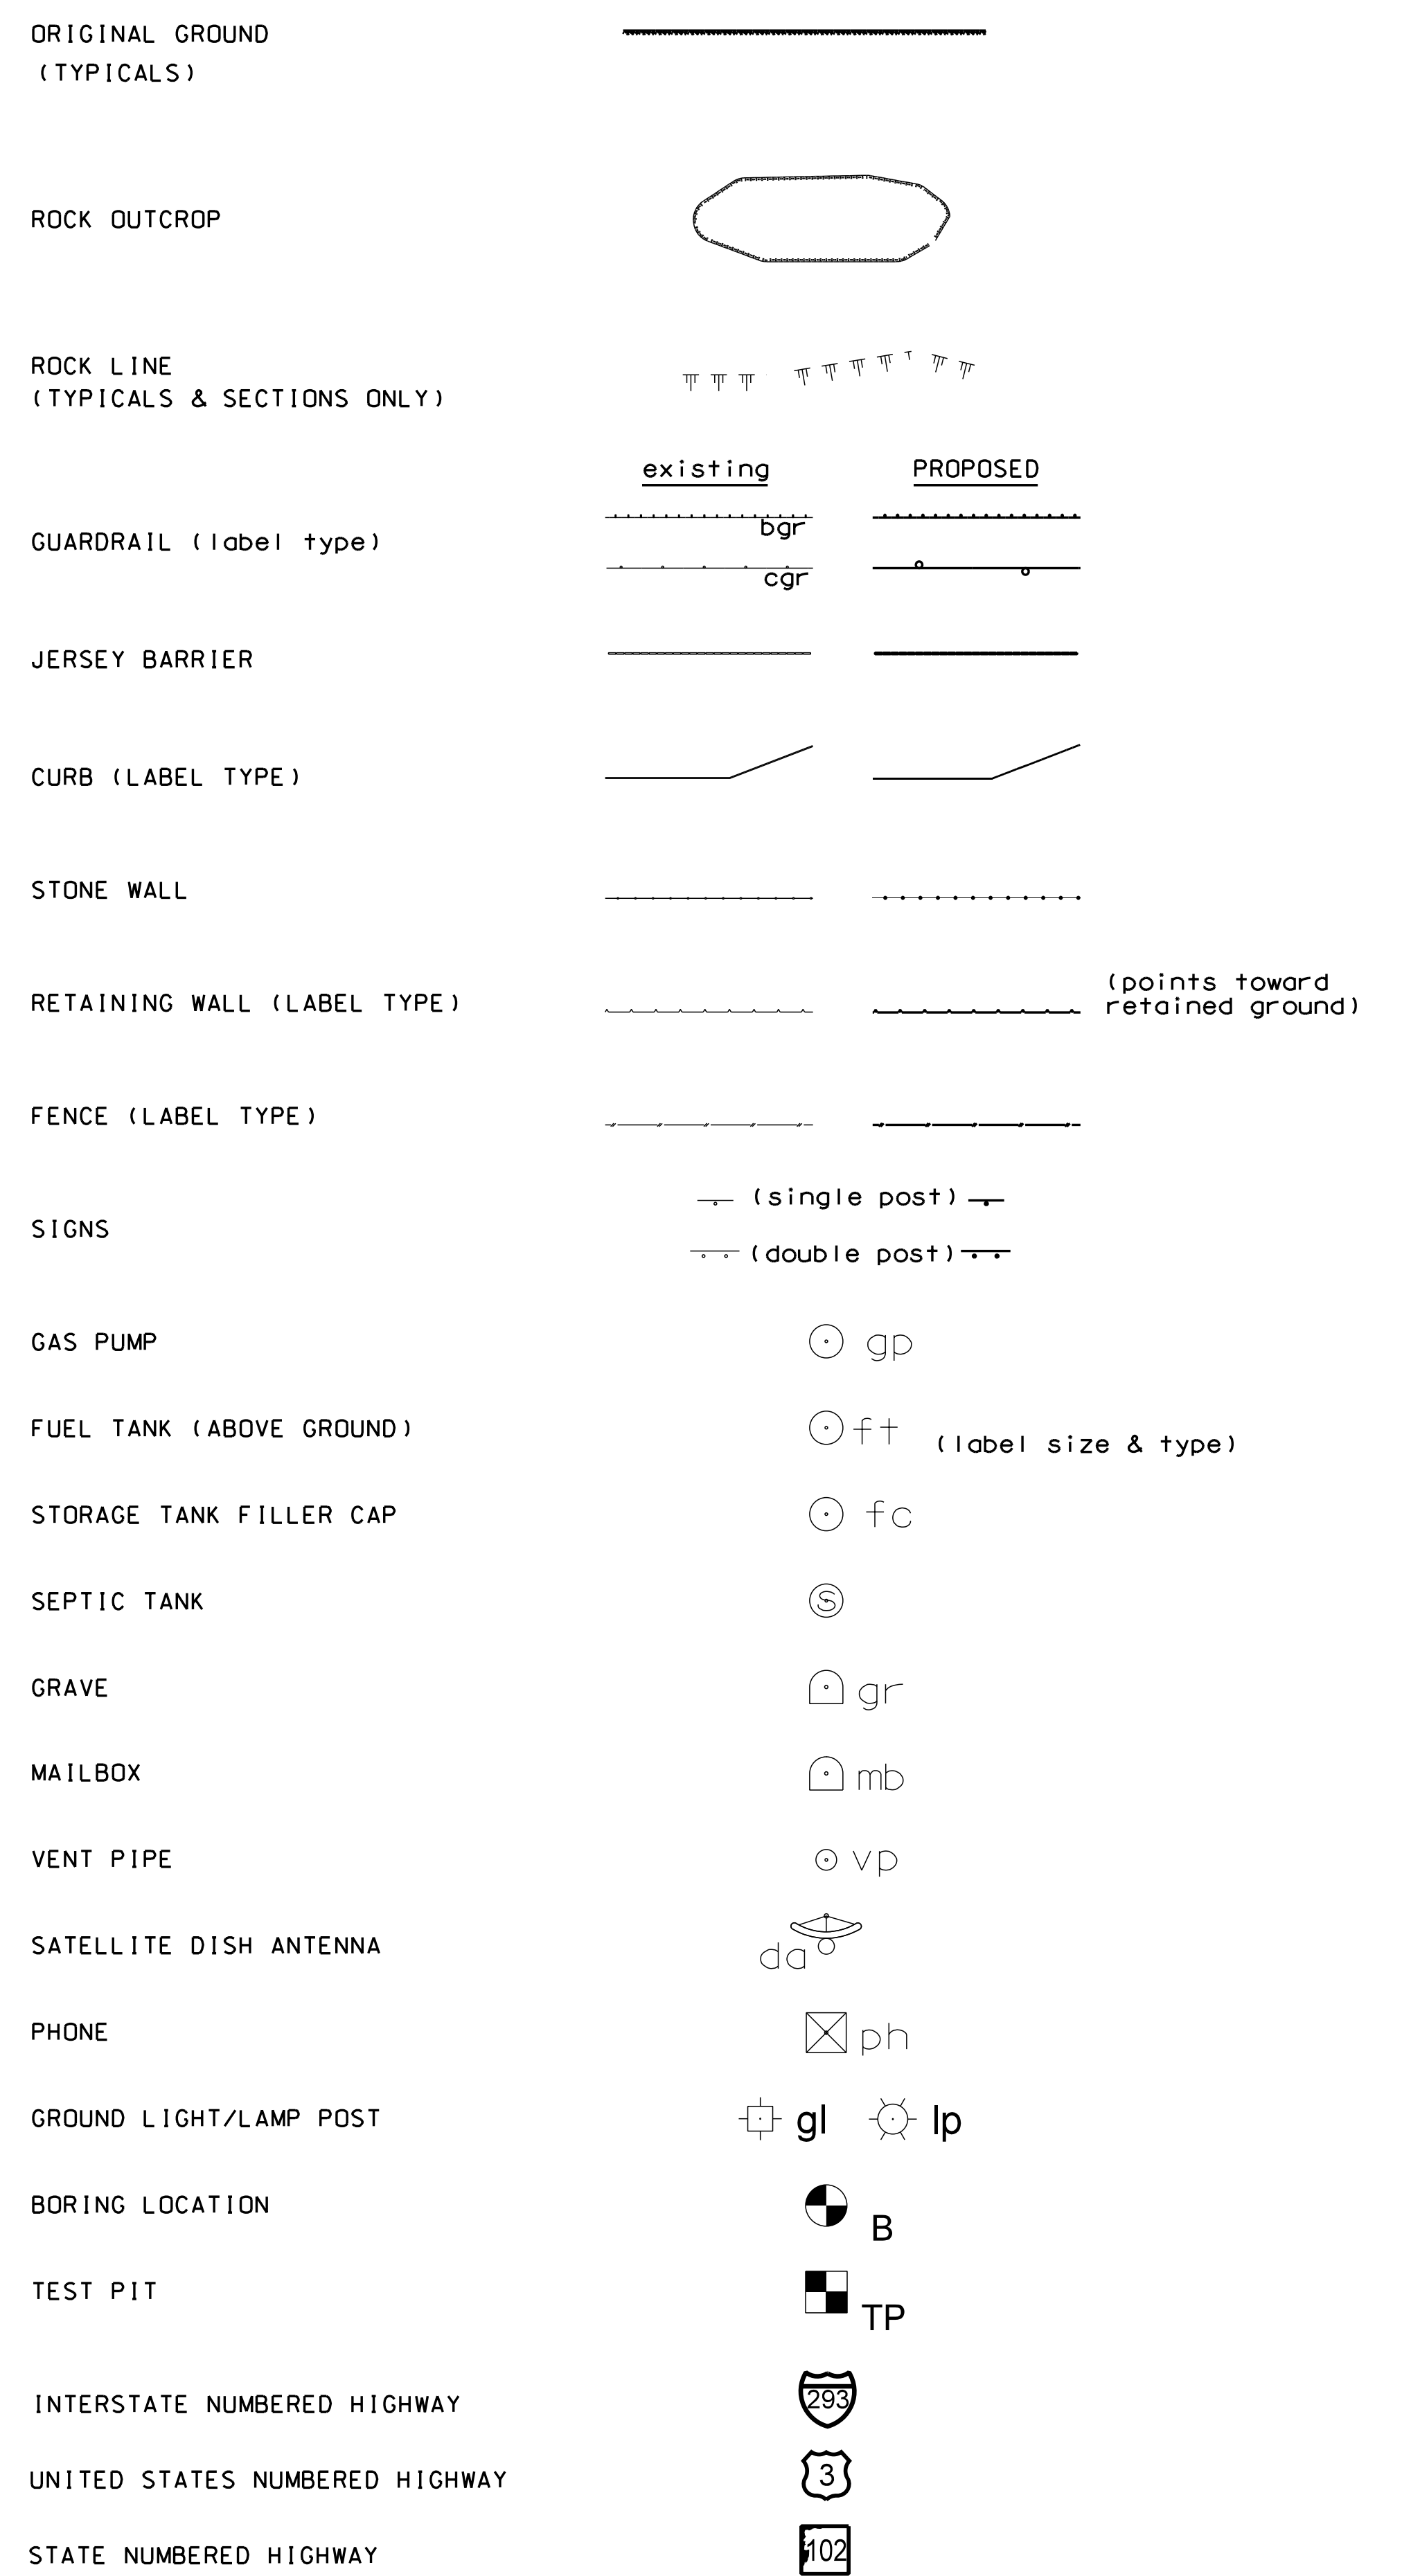 ORIGINAL GROUND
(TYPICALS)
ROCK OUTCROP
ROCK LINE
(TYPICALS & SECTIONS ONLY)
existing PROPOSED
bgr
GUARDRAIL (label type)
cgr
JERSEY BARRIER
CURB (LABEL TYPE)
STONE WALL
RETAINING WALL (LABEL TYPE)
(points toward
retained ground)
FENCE (LABEL TYPE)
(single post)
SIGNS
(double post)
GAS PUMP gp
FUEL TANK (ABOVE GROUND) ft (label size & type)
STORAGE TANK FILLER CAP fc
SEPTIC TANK S
GRAVE gr
MAILBOX mb
VENT PIPE vp
SATELLITE DISH ANTENNA da
PHONE ph
GROUND LIGHT/LAMP POST gl lp
BORING LOCATION B
TEST PIT TP
INTERSTATE NUMBERED HIGHWAY 293
UNITED STATES NUMBERED HIGHWAY 3
STATE NUMBERED HIGHWAY 102